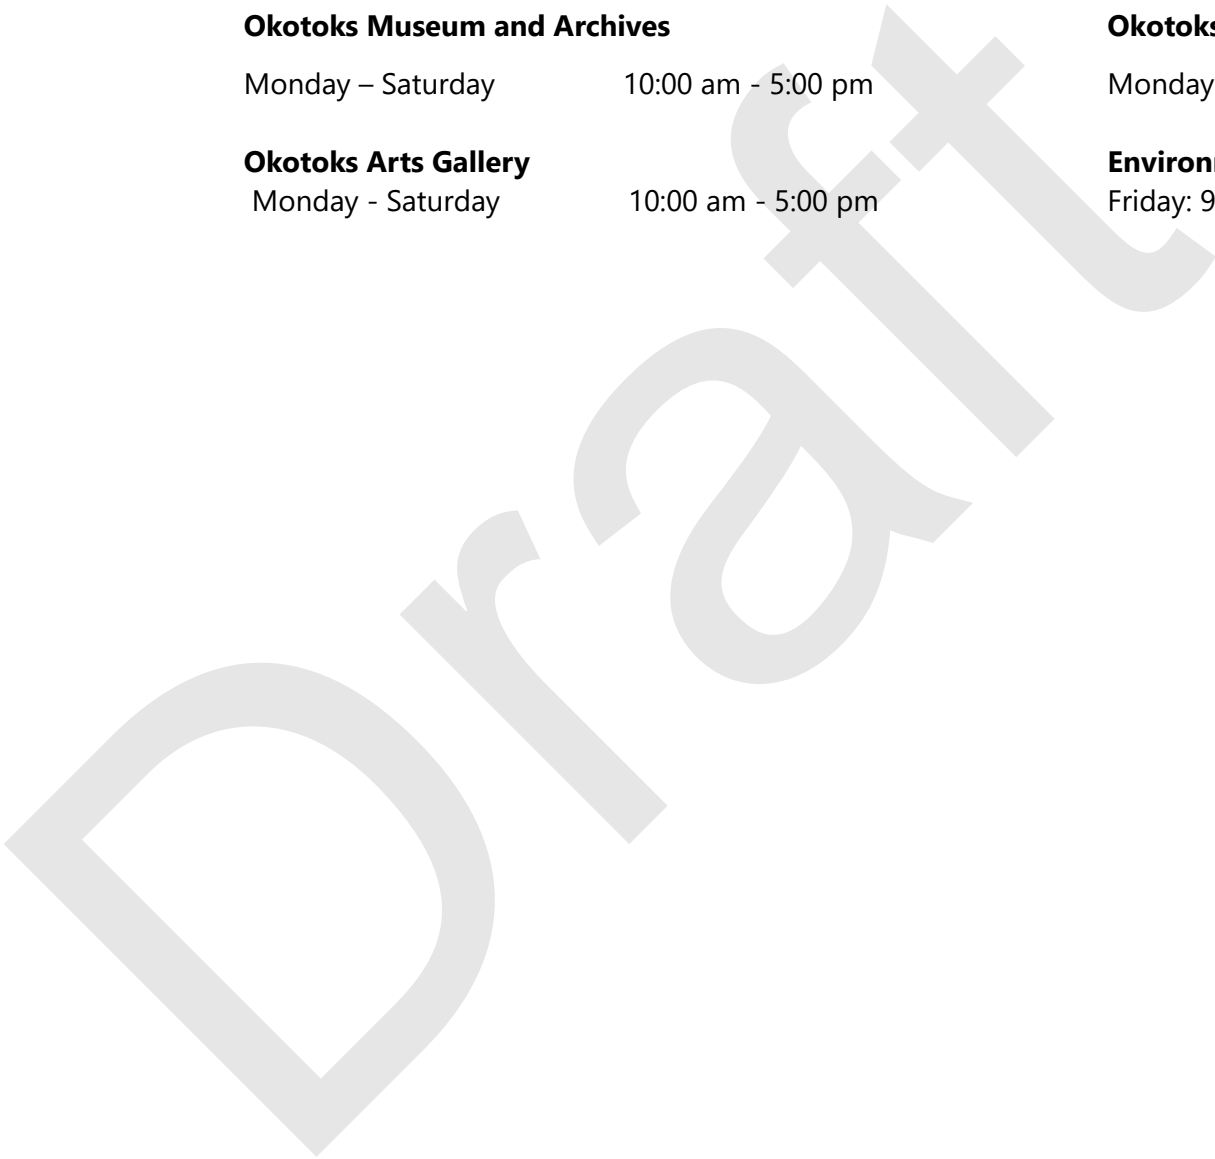 Okotoks Museum and Archives
Monday – Saturday 10:00 am - 5:00 pm
Okotoks Arts Gallery
Monday - Saturday 10:00 am - 5:00 pm
Okotoks
Monday
Friday: 9
Draft